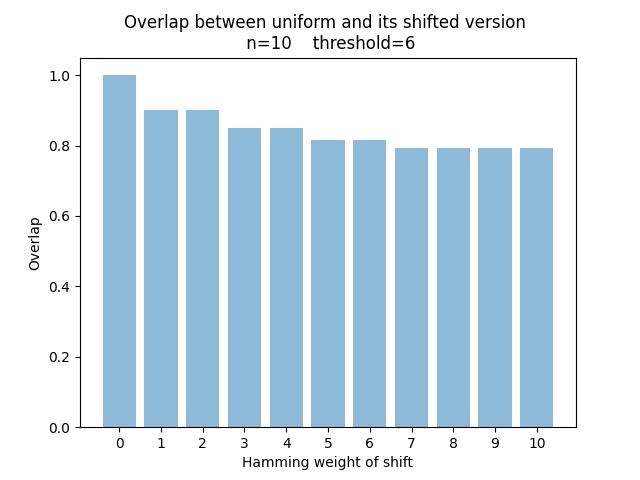 Overlap between uniform and its shifted version
n=10    threshold=6
1.0
0.8
0.6
0.4
0.2
0.0
Overlap
0 1 2 3 4 5 6 7 8 9 10
Hamming weight of shift